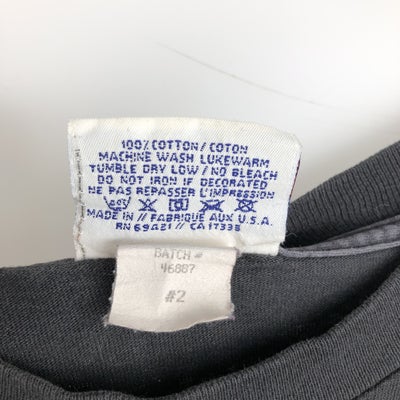 100% COTTON / COTON
MACHINE WASH LUKEWARM
TUMBLE DRY LOW / NO BLEACH
DO NOT IRON IF DECORATED
NE PAS REPASSER L'IMPRESSION
MADE IN // FABRIQUE AUX U.S.A.
RN 69421 // CA 17335
BATCH #
46887
#2